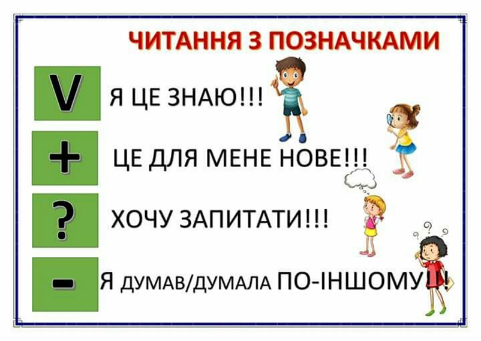 ЧИТАННЯ З ПОЗНАЧКАМИ
V Я ЦЕ ЗНАЮ!!!
+ ЦЕ ДЛЯ МЕНЕ НОВЕ!!!
? ХОЧУ ЗАПИТАТИ!!!
- Я ДУМАВ/ДУМАЛА ПО-ІНШОМУ!!!